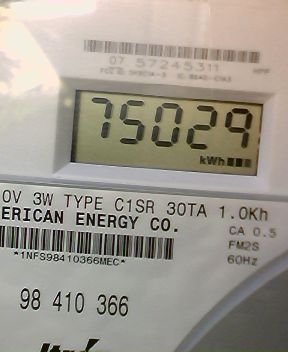 07 57245311
75029
kWh
0V 3W TYPE C1SR 30TA 1.0Kh
ERICAN ENERGY CO.
CA 0.5
FM2S
60Hz
*1NFS98410366MEC*
98 410 366